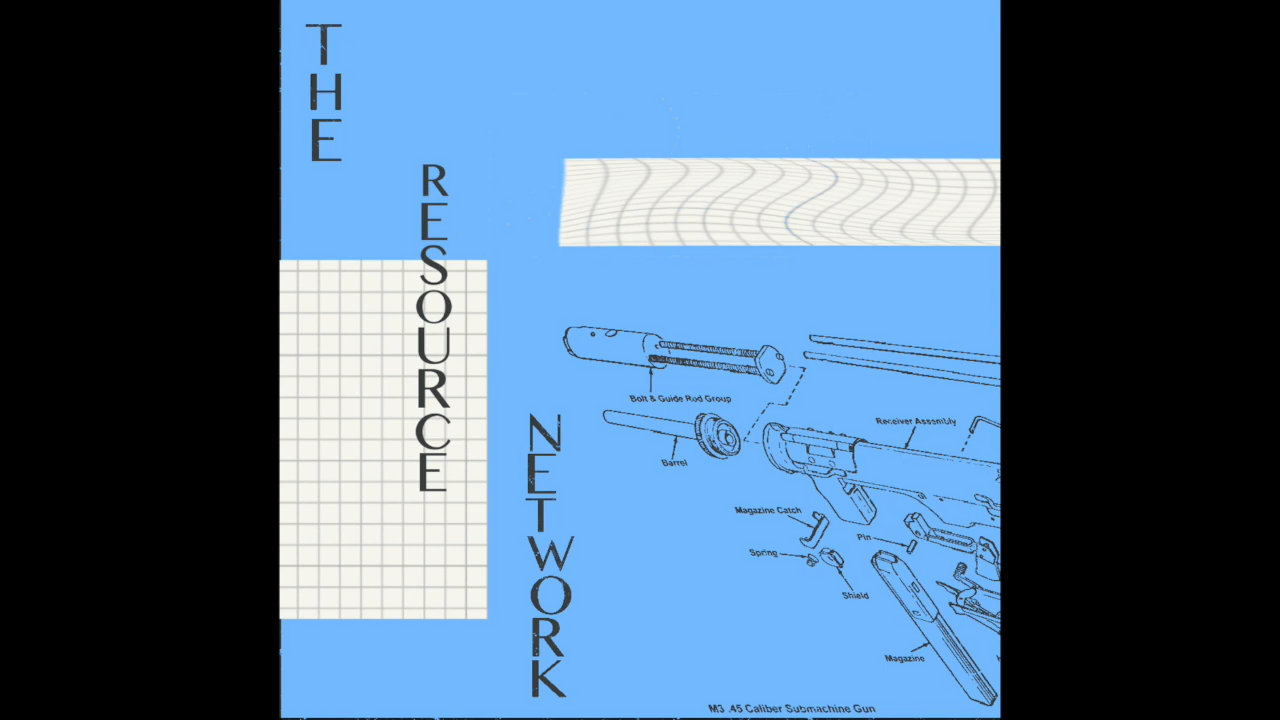 THE
RESOURCE
NETWORK
Bolt & Guide Rod Group
Receiver Assembly
Barrel
Magazine Catch
Pin
Spring
Shield
Magazine
M3 .45 Caliber Submachine Gun